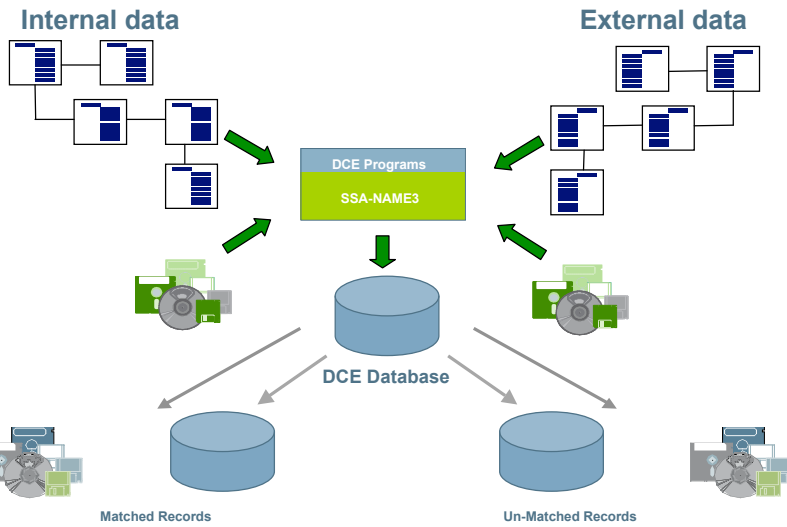 Internal data
External data
DCE Programs
SSA-NAME3
DCE Database
Matched Records
Un-Matched Records